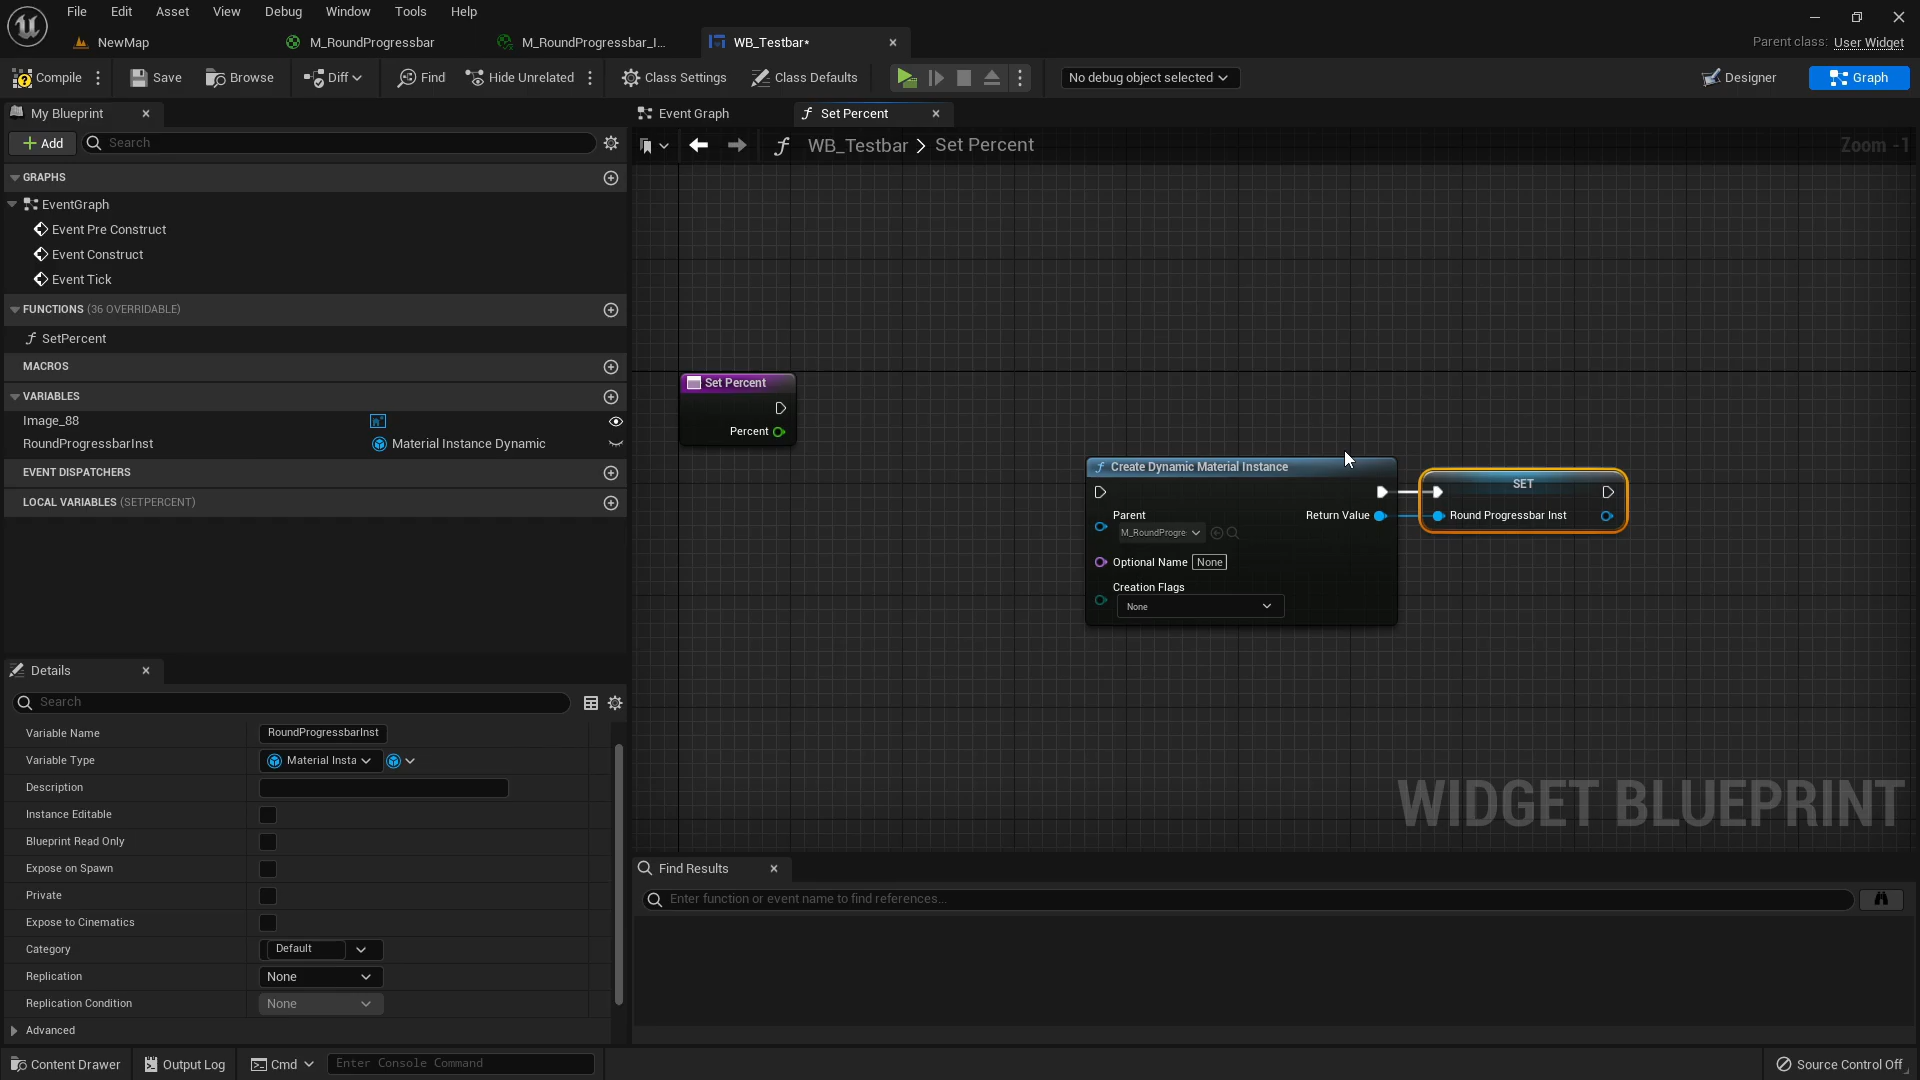 File Edit Asset View Debug Window Tools Help
NewMap M_RoundProgressbar M_RoundProgressbar_I... WB_Testbar* Parent class: User Widget
Compile Save Browse Diff Find Hide Unrelated Class Settings Class Defaults No debug object selected Designer Graph
My Blueprint Event Graph Set Percent
Add Search WB_Testbar > Set Percent Zoom -1
GRAPHS
EventGraph
Event Pre Construct
Event Construct
Event Tick
FUNCTIONS (36 OVERRIDABLE)
SetPercent
MACROS
VARIABLES
Image_88
RoundProgressbarInst Material Instance Dynamic
EVENT DISPATCHERS
LOCAL VARIABLES (SETPERCENT)
Set Percent
Percent
Create Dynamic Material Instance
Parent Return Value
M_RoundProgre
Optional Name None
Creation Flags
None
SET
Round Progressbar Inst
WIDGET BLUEPRINT
Details
Search
Variable Name RoundProgressbarInst
Variable Type Material Insta
Description
Instance Editable
Blueprint Read Only
Expose on Spawn
Private
Expose to Cinematics
Category Default
Replication None
Replication Condition None
Advanced
Find Results
Enter function or event name to find references...
Content Drawer Output Log Cmd Enter Console Command Source Control Off